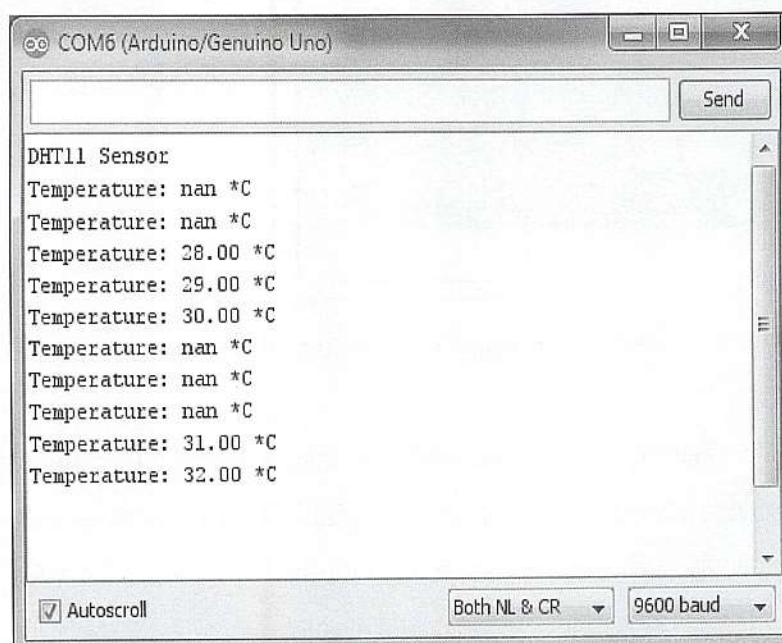 COM6 (Arduino/Genuino Uno)
Send
DHT11 Sensor
Temperature: nan *C
Temperature: nan *C
Temperature: 28.00 *C
Temperature: 29.00 *C
Temperature: 30.00 *C
Temperature: nan *C
Temperature: nan *C
Temperature: nan *C
Temperature: 31.00 *C
Temperature: 32.00 *C
Autoscroll
Both NL & CR
9600 baud